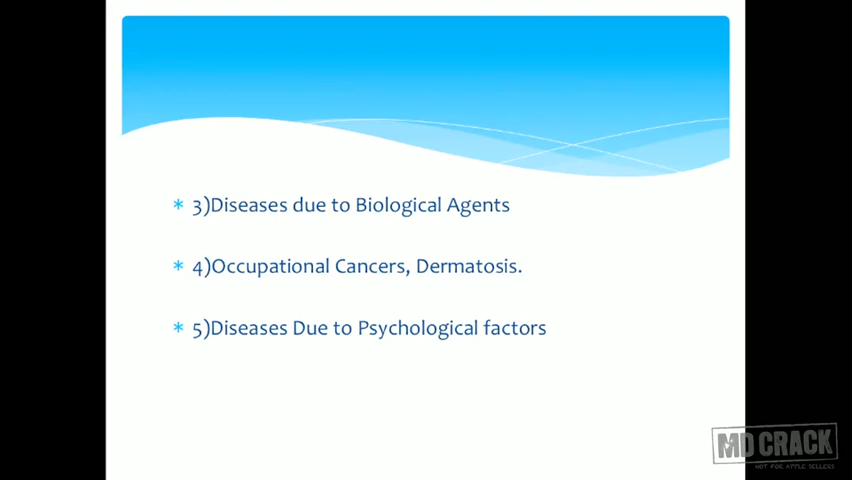 * 3)Diseases due to Biological Agents
* 4)Occupational Cancers, Dermatosis.
* 5)Diseases Due to Psychological factors
MD CRACK
NOT FOR APPLE SELLERS